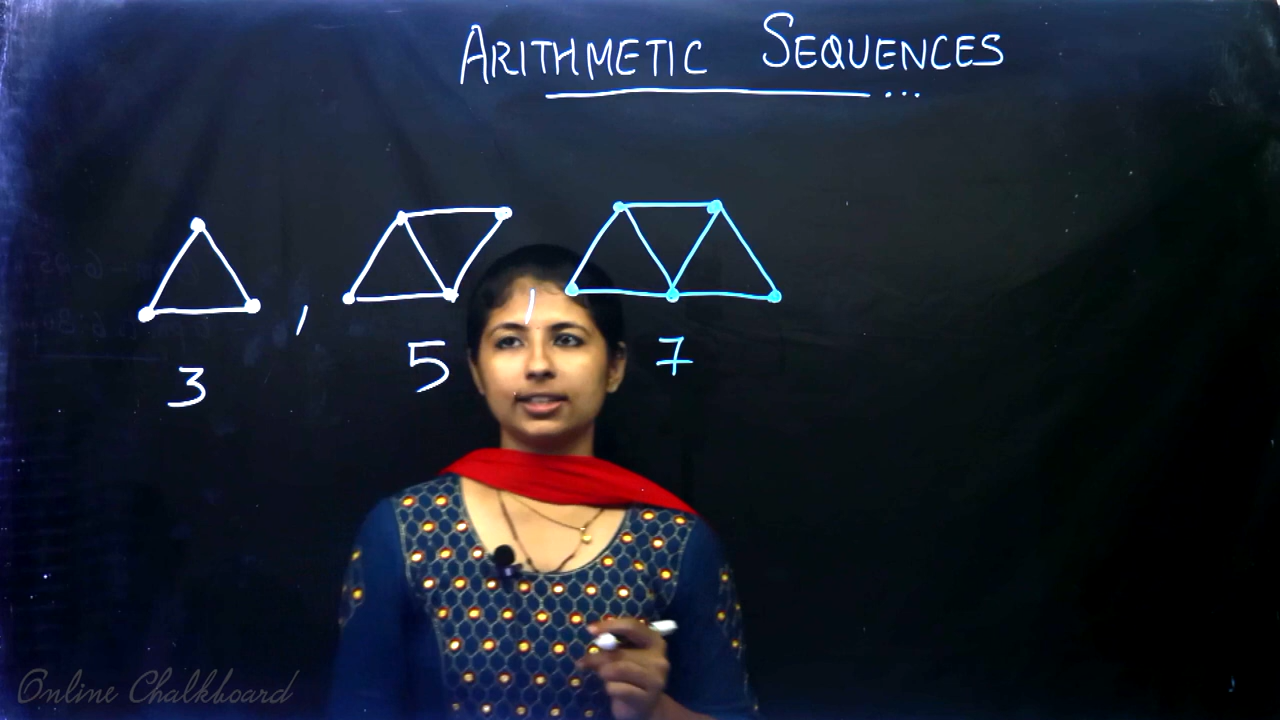 ARITHMETIC SEQUENCES ...
, ,
3 5 7
Online Chalkboard